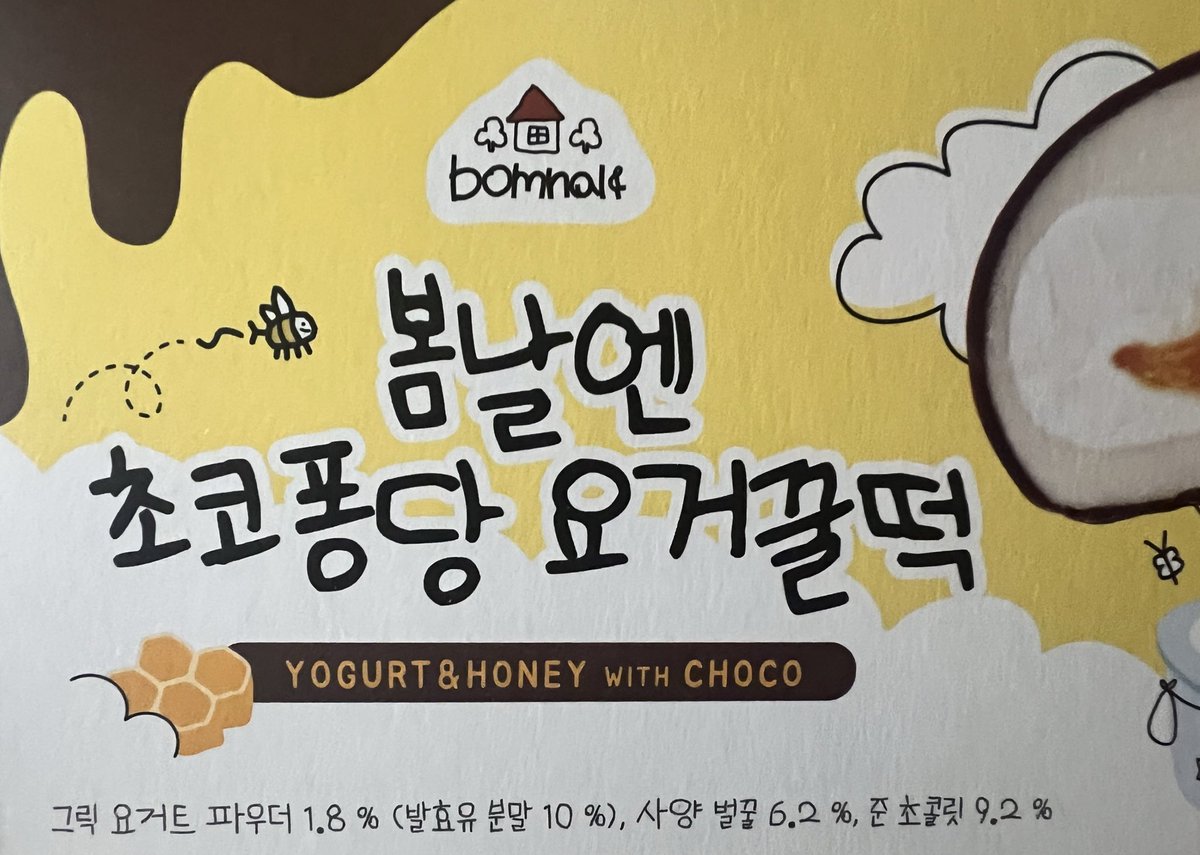 bomnal
봄날엔
초코퐁당 요거꿀떡
YOGURT & HONEY WITH CHOCO
그릭 요거트 파우더 1.8 % (발효유 분말 10 %), 사양 벌꿀 6.2 %, 준 초콜릿 9.2 %